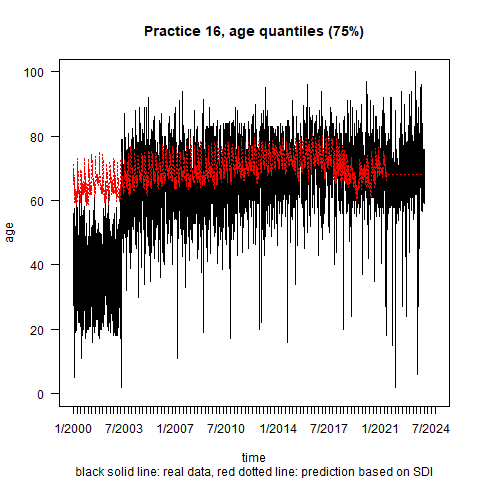 Practice 16, age quantiles (75%)
100
80
60
40
20
0
age
1/2000 7/2003 1/2007 7/2010 1/2014 7/2017 1/2021 7/2024
time
black solid line: real data, red dotted line: prediction based on SDI